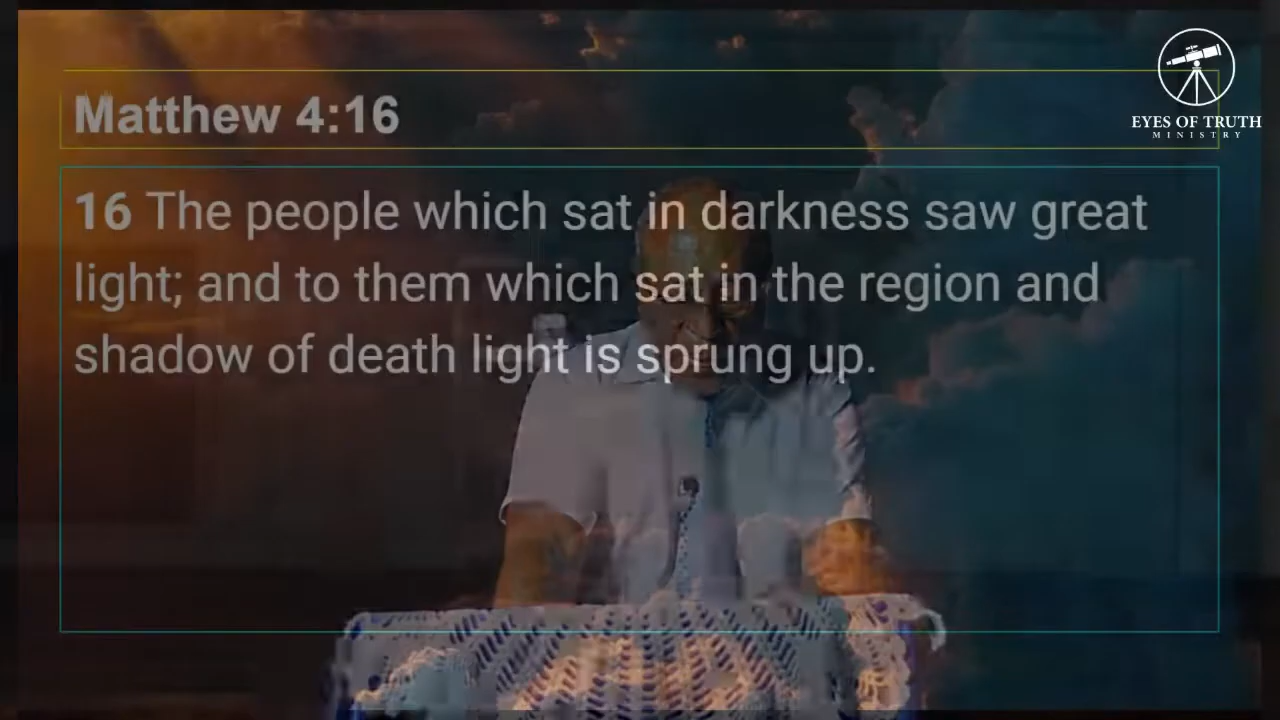 EYES OF TRUTH
MINISTRY
Matthew 4:16
16 The people which sat in darkness saw great
light; and to them which sat in the region and
shadow of death light is sprung up.